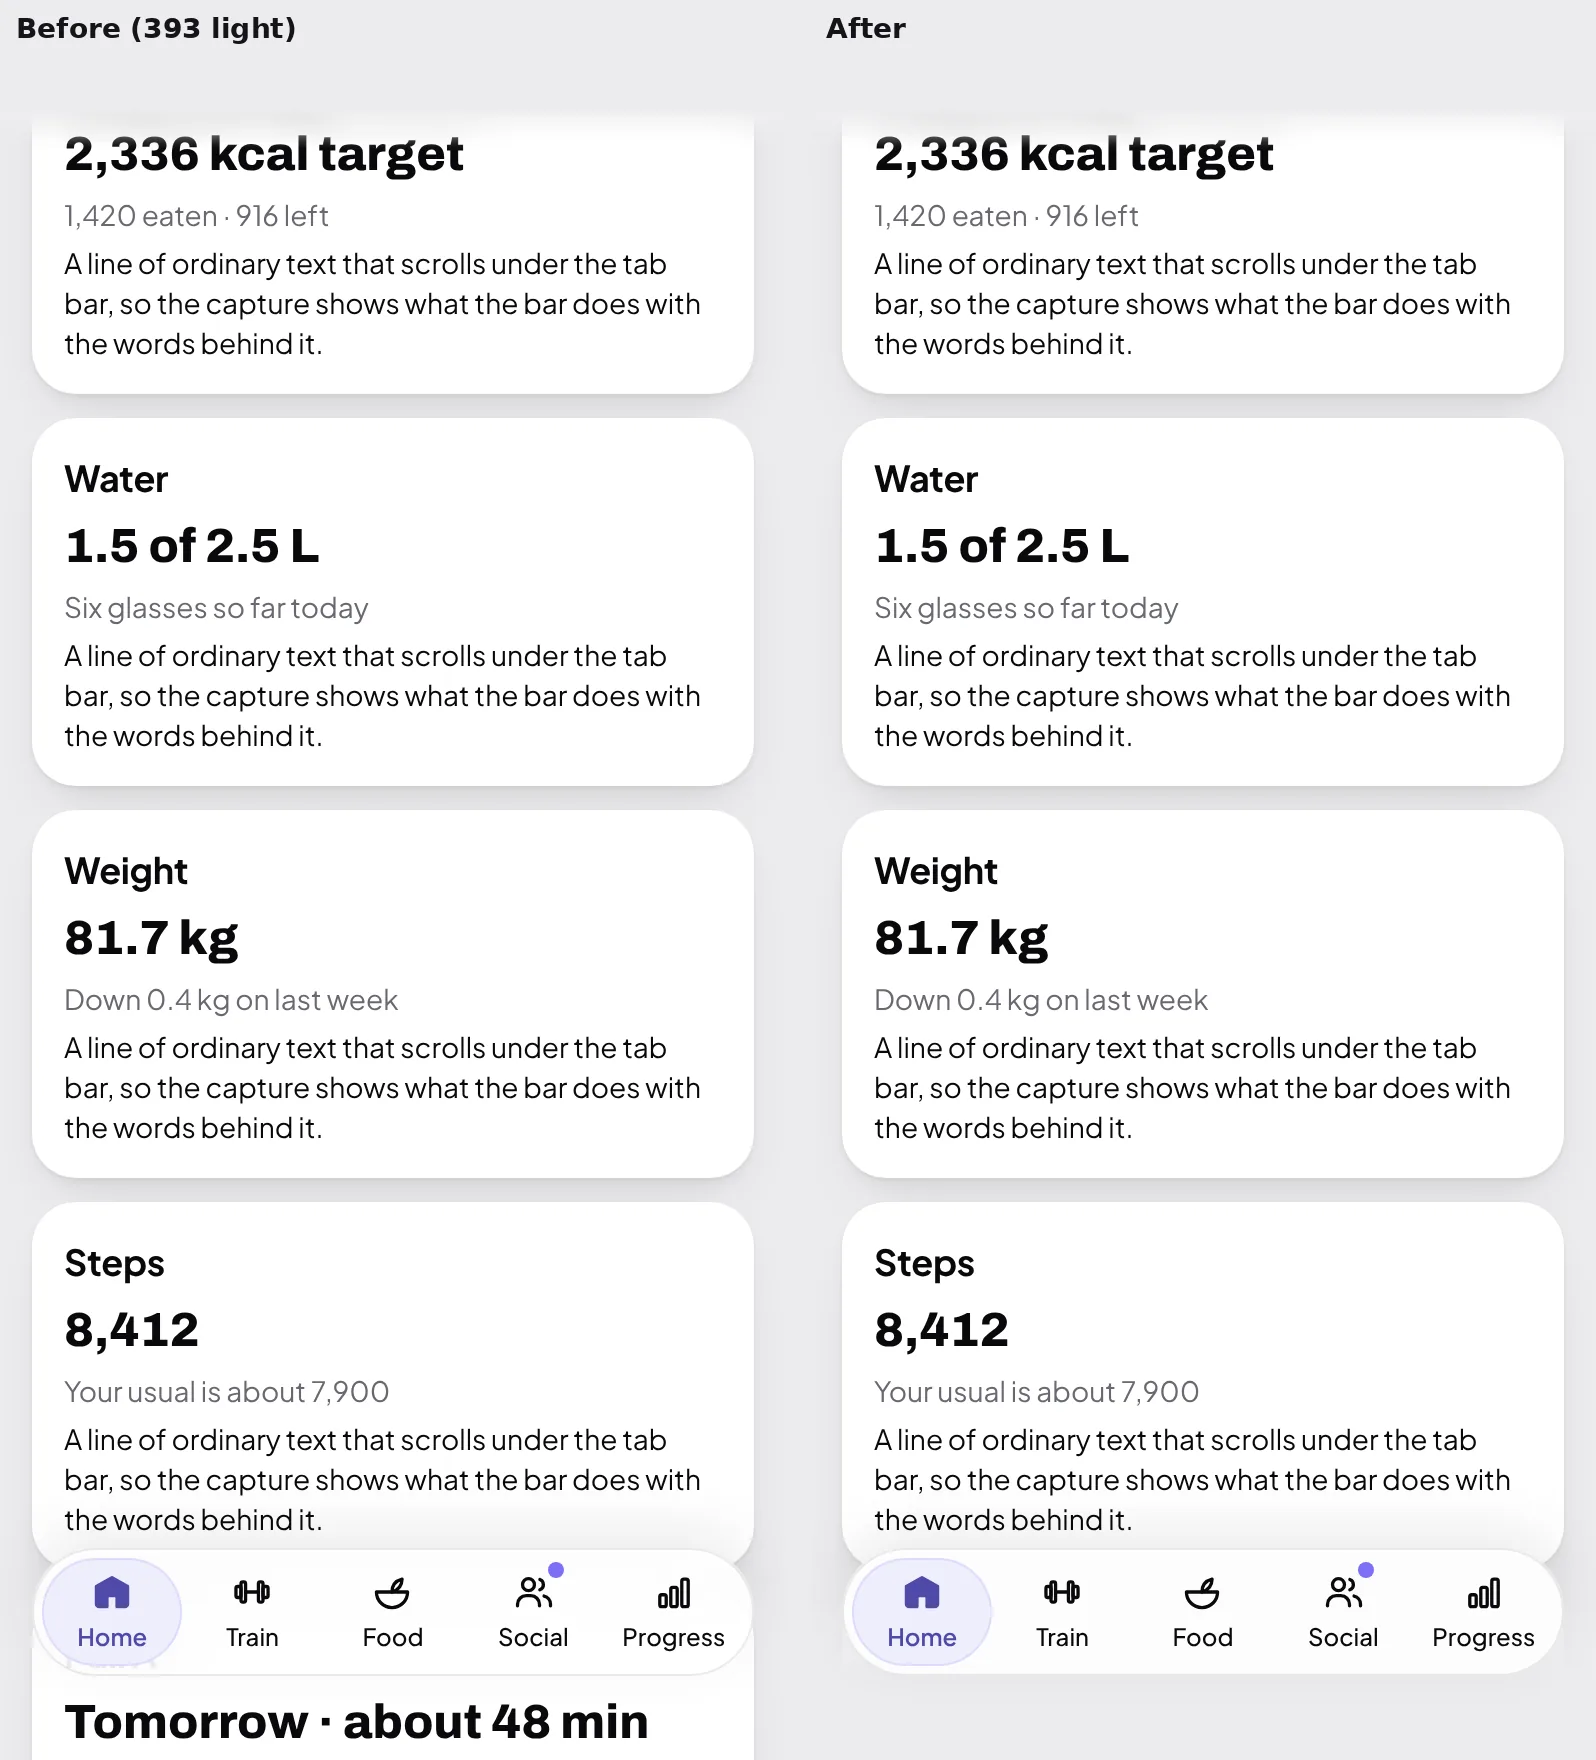 Before (393 light)
2,336 kcal target
1,420 eaten · 916 left
A line of ordinary text that scrolls under the tab
bar, so the capture shows what the bar does with
the words behind it.
Water
1.5 of 2.5 L
Six glasses so far today
A line of ordinary text that scrolls under the tab
bar, so the capture shows what the bar does with
the words behind it.
Weight
81.7 kg
Down 0.4 kg on last week
A line of ordinary text that scrolls under the tab
bar, so the capture shows what the bar does with
the words behind it.
Steps
8,412
Your usual is about 7,900
A line of ordinary text that scrolls under the tab
bar, so the capture shows what the bar does with
the words behind it.
Home
Train
Food
Social
Progress
Tomorrow · about 48 min
After
2,336 kcal target
1,420 eaten · 916 left
A line of ordinary text that scrolls under the tab
bar, so the capture shows what the bar does with
the words behind it.
Water
1.5 of 2.5 L
Six glasses so far today
A line of ordinary text that scrolls under the tab
bar, so the capture shows what the bar does with
the words behind it.
Weight
81.7 kg
Down 0.4 kg on last week
A line of ordinary text that scrolls under the tab
bar, so the capture shows what the bar does with
the words behind it.
Steps
8,412
Your usual is about 7,900
A line of ordinary text that scrolls under the tab
bar, so the capture shows what the bar does with
the words behind it.
Home
Train
Food
Social
Progress